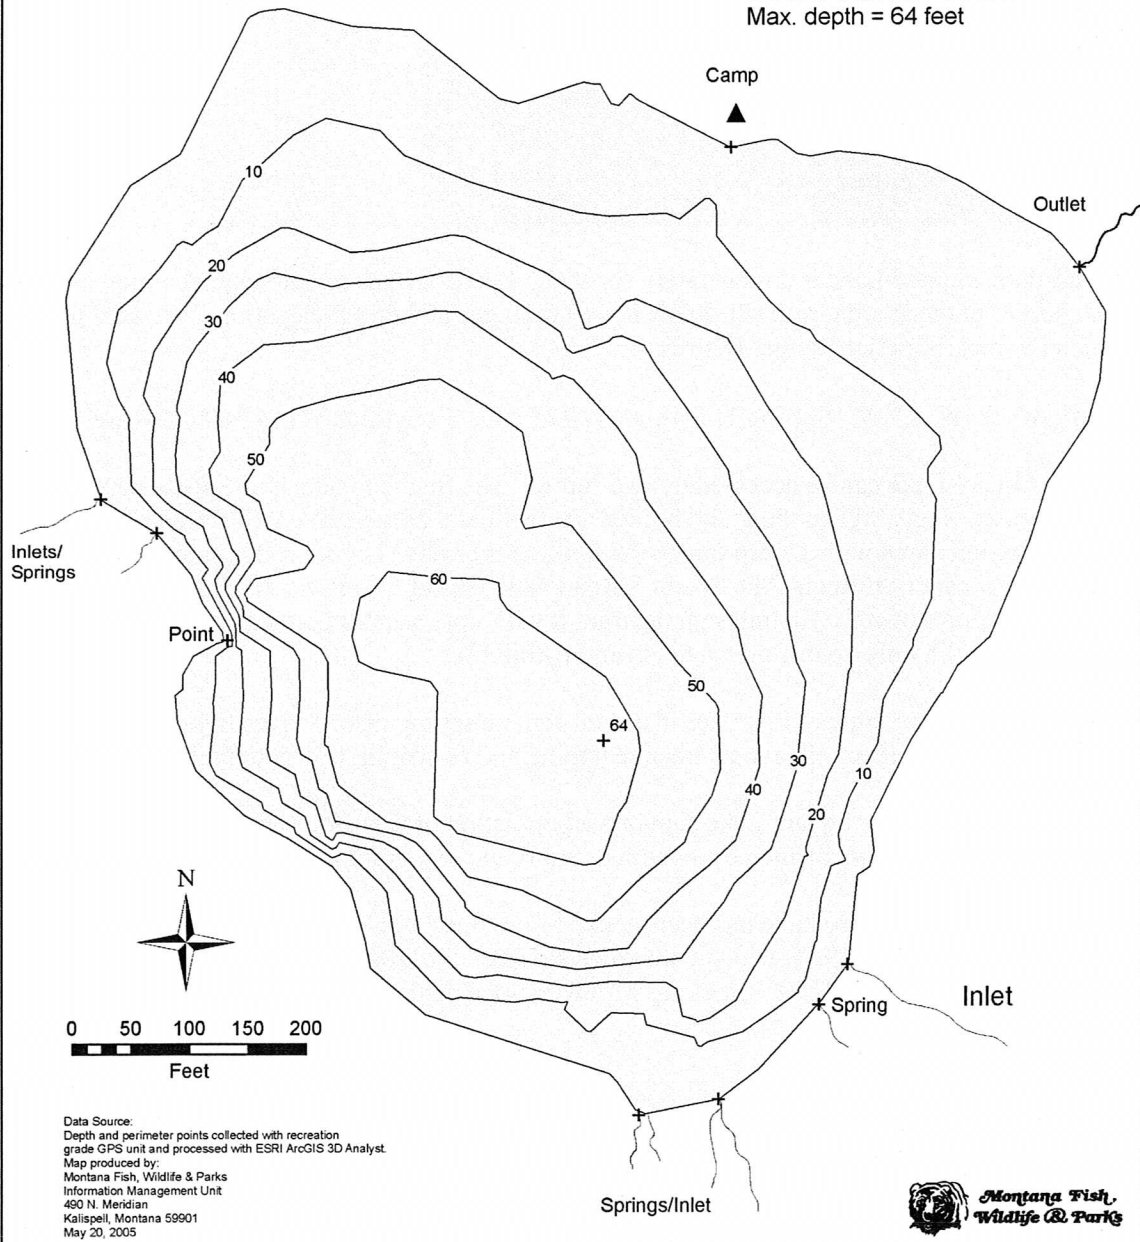 Max. depth = 64 feet
Camp
Outlet
10
20
30
40
50
60
Inlets/
Springs
Point
50
64
30
10
40
20
N
Inlet
Spring
0 50 100 150 200
Feet
Data Source:
Depth and perimeter points collected with recreation
grade GPS unit and processed with ESRI ArcGIS 3D Analyst.
Map produced by:
Montana Fish, Wildlife & Parks
Information Management Unit
490 N. Meridian
Kalispell, Montana 59901
May 20, 2005
Springs/Inlet
Montana Fish,
Wildlife & Parks